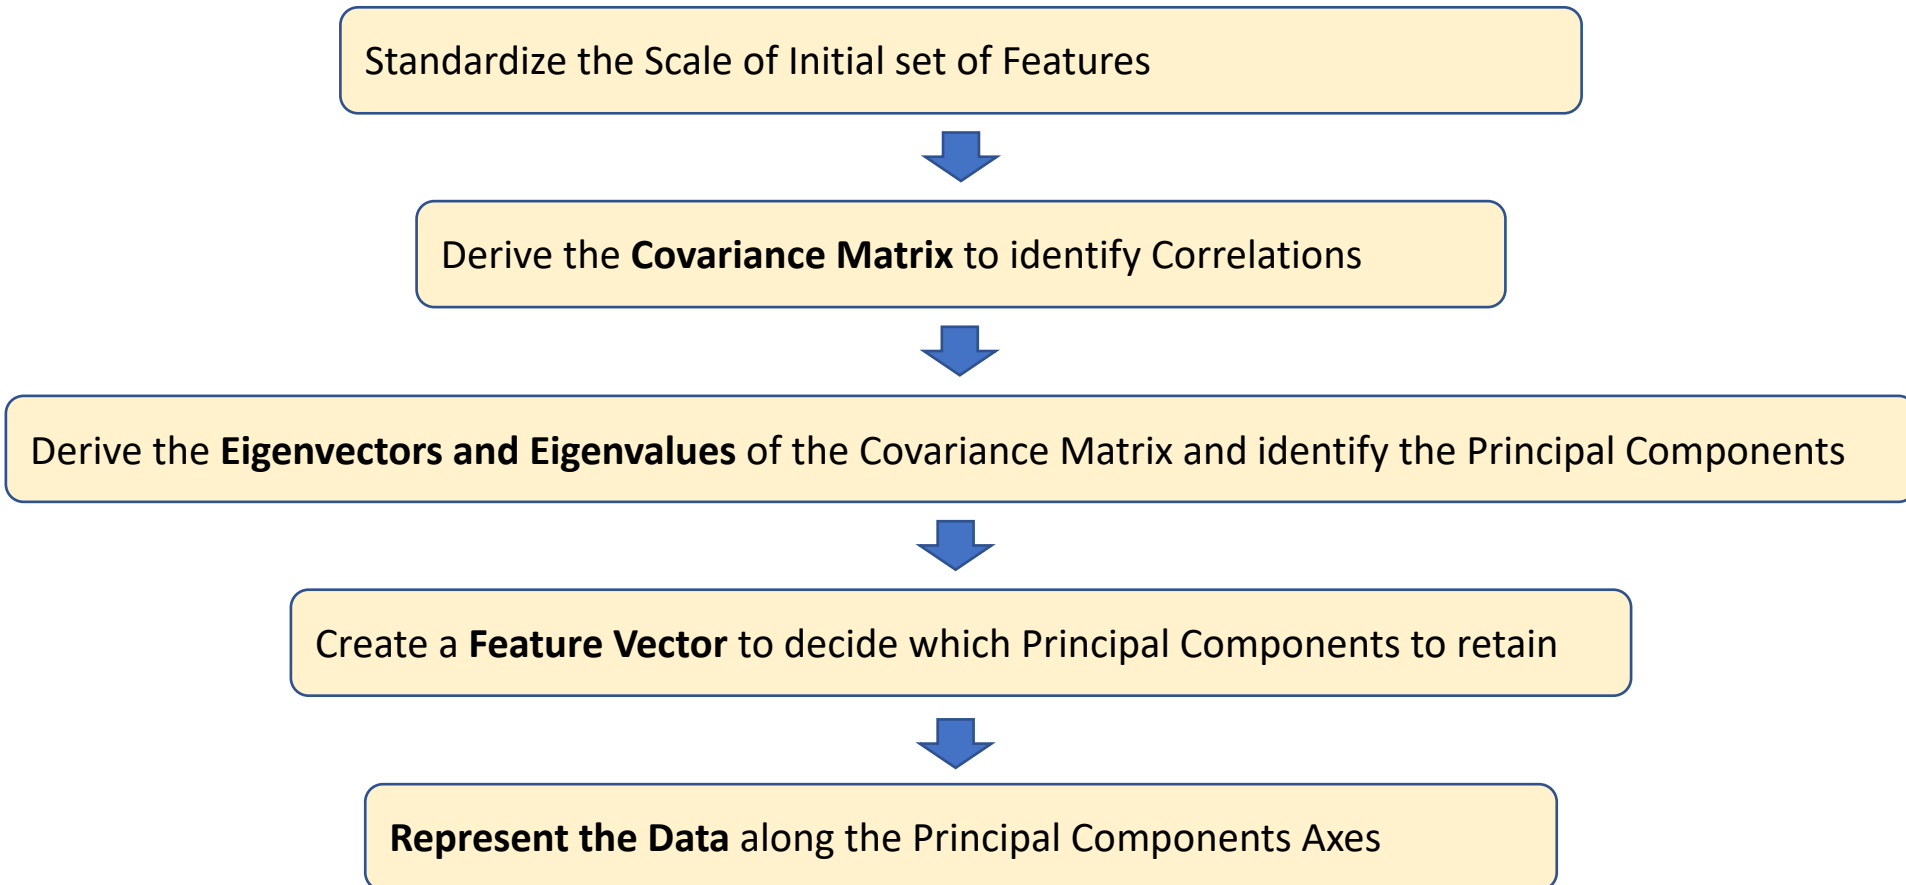 Standardize the Scale of Initial set of Features
Derive the Covariance Matrix to identify Correlations
Derive the Eigenvectors and Eigenvalues of the Covariance Matrix and identify the Principal Components
Create a Feature Vector to decide which Principal Components to retain
Represent the Data along the Principal Components Axes